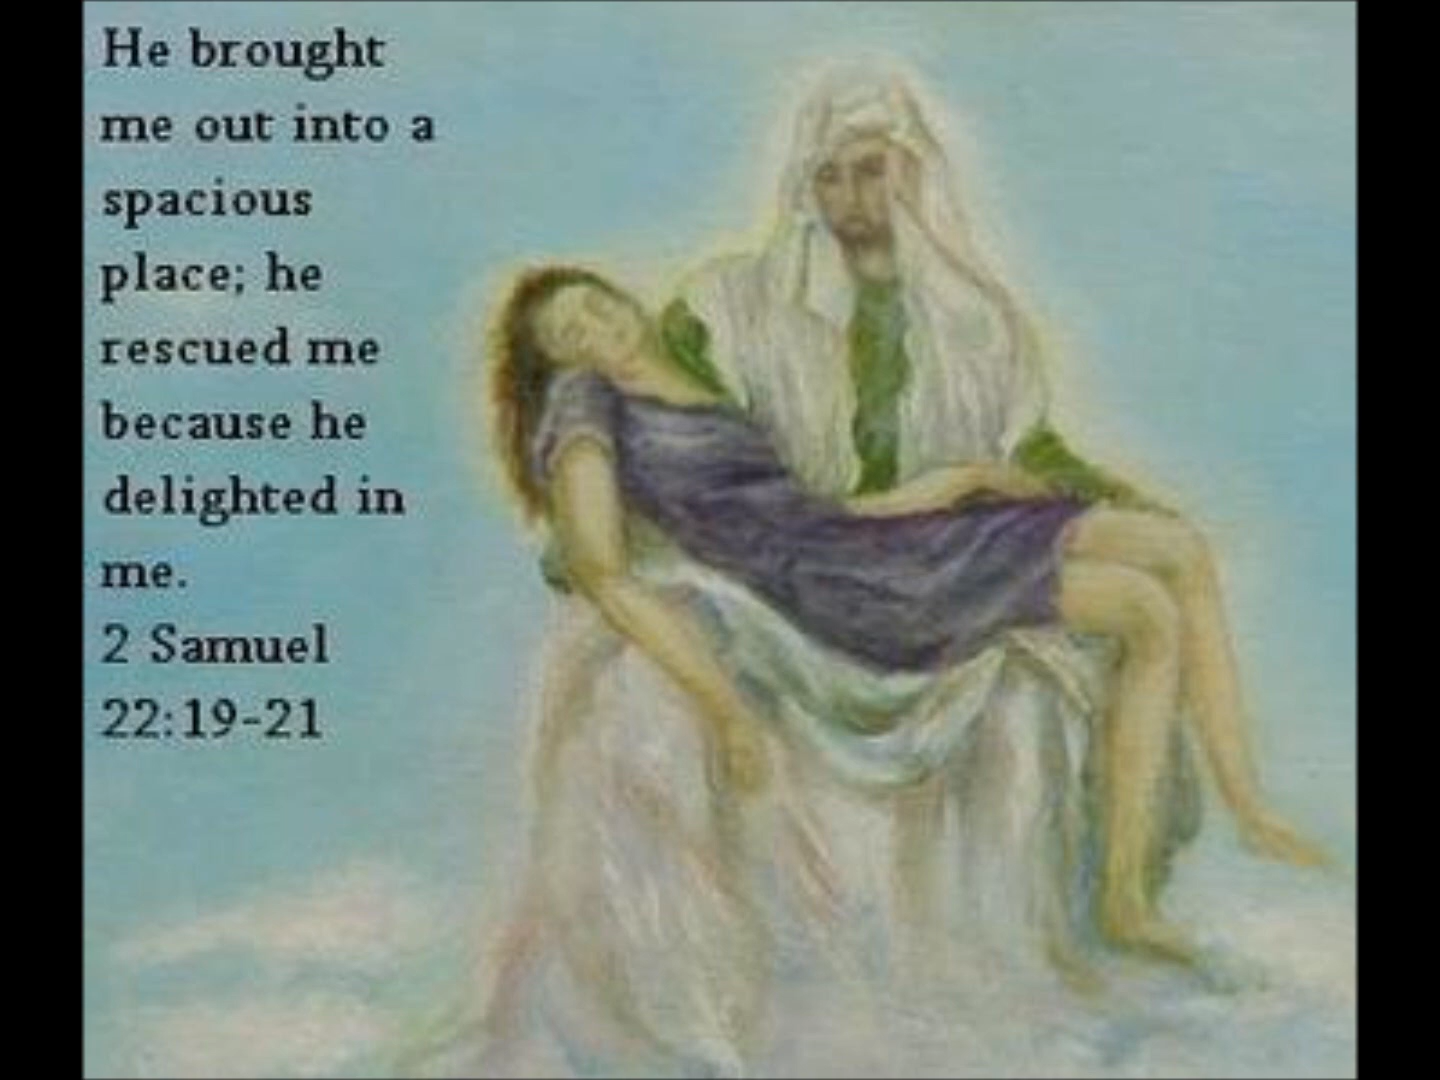 He brought
me out into a
spacious
place; he
rescued me
because he
delighted in
me.
2 Samuel
22:19-21